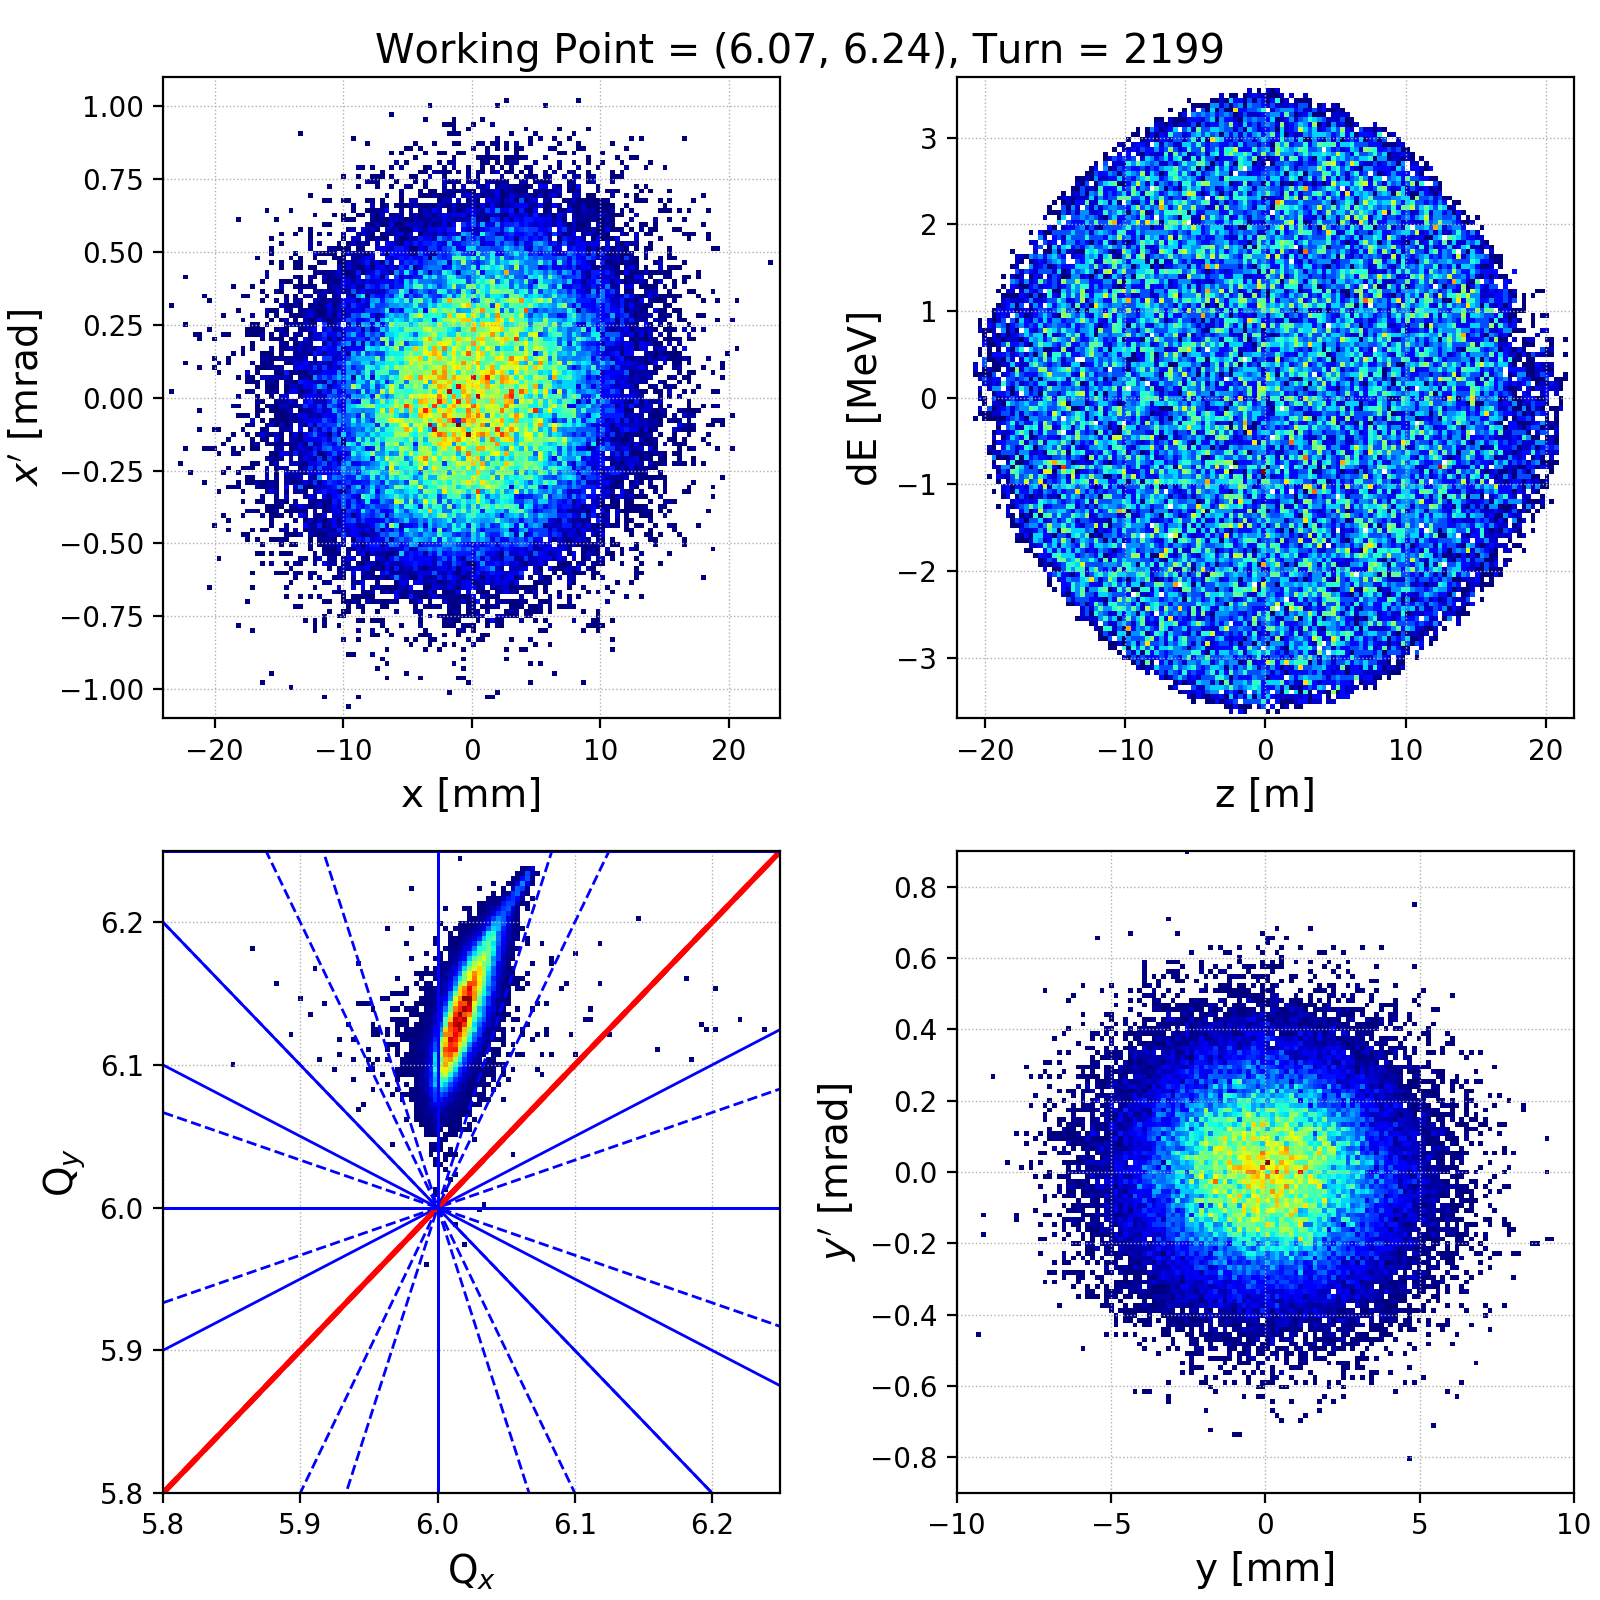 Working Point = (6.07, 6.24), Turn = 2199
1.00
0.75
0.50
0.25
0.00
−0.25
−0.50
−0.75
−1.00
x′ [mrad]
−20 −10 0 10 20
x [mm]
3
2
1
0
−1
−2
−3
dE [MeV]
−20 −10 0 10 20
z [m]
6.2
6.1
6.0
5.9
5.8
Qy
5.8 5.9 6.0 6.1 6.2
Qx
0.8
0.6
0.4
0.2
0.0
−0.2
−0.4
−0.6
−0.8
y′ [mrad]
−10 −5 0 5 10
y [mm]